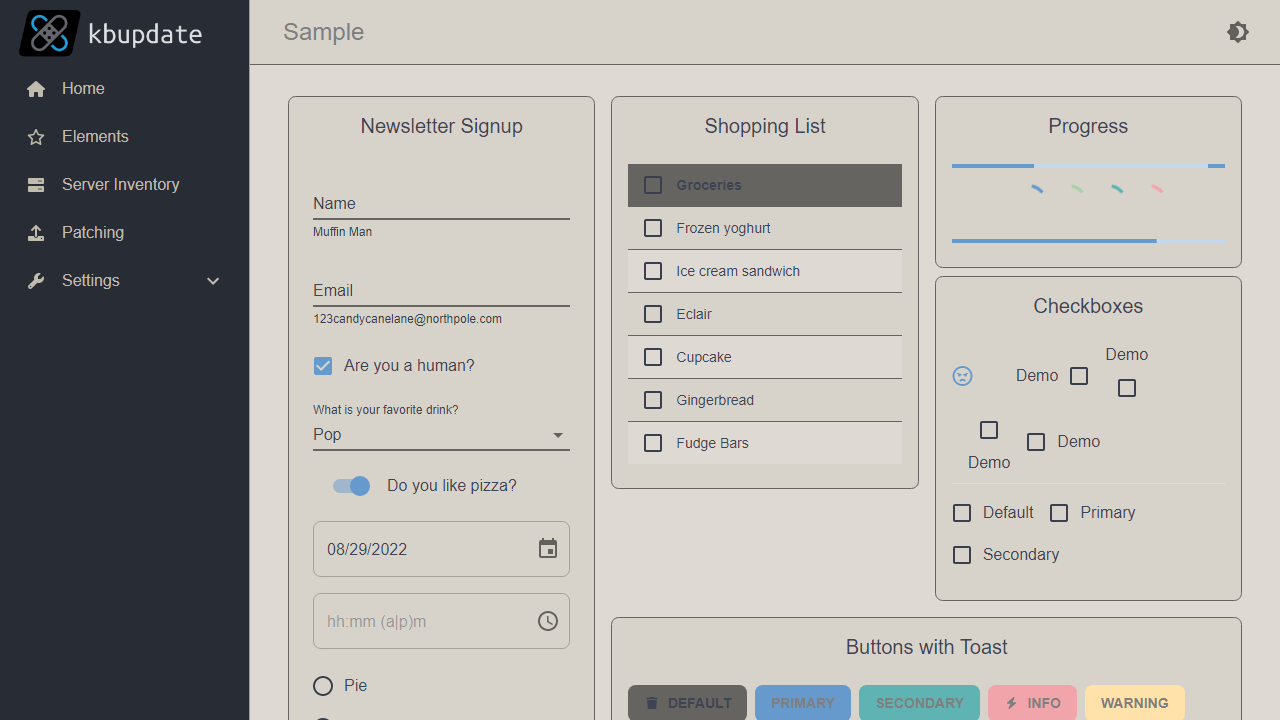 kbupdate
Home
Elements
Server Inventory
Patching
Settings
Sample
Newsletter Signup
Name
Muffin Man
Email
123candycanelane@northpole.com
Are you a human?
What is your favorite drink?
Pop
Do you like pizza?
08/29/2022
hh:mm (a|p)m
Pie
Shopping List
Groceries
Frozen yoghurt
Ice cream sandwich
Eclair
Cupcake
Gingerbread
Fudge Bars
Progress
Checkboxes
Demo
Demo
Demo
Demo
Default
Primary
Secondary
Buttons with Toast
DEFAULT
PRIMARY
SECONDARY
INFO
WARNING